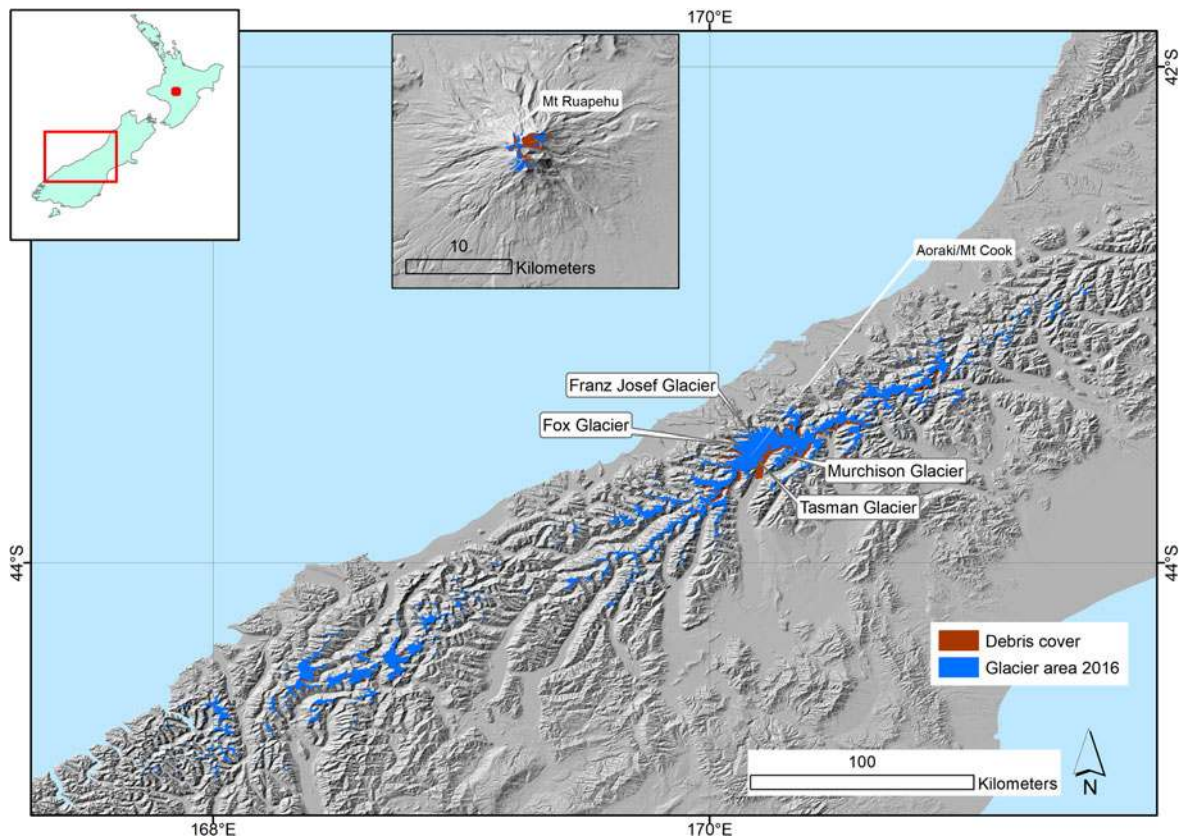 170°E
42°S
Mt Ruapehu
10
Kilometers
Aoraki/Mt Cook
Franz Josef Glacier
Fox Glacier
Murchison Glacier
Tasman Glacier
44°S
44°S
Debris cover
Glacier area 2016
100
Kilometers
N
168°E
170°E